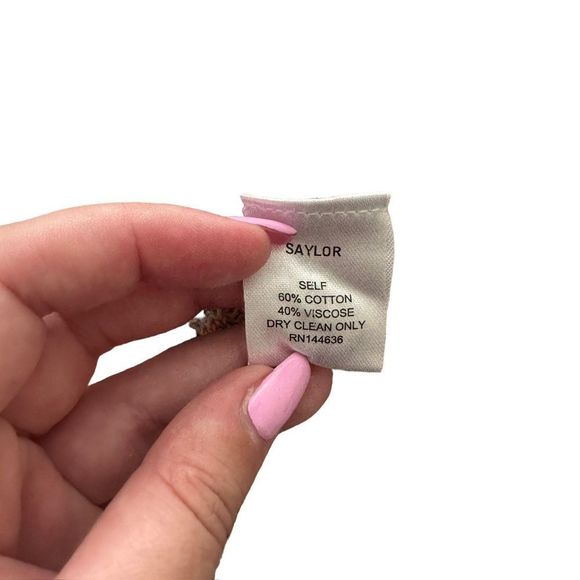 SAYLOR
SELF
60% COTTON
40% VISCOSE
DRY CLEAN ONLY
RN144636